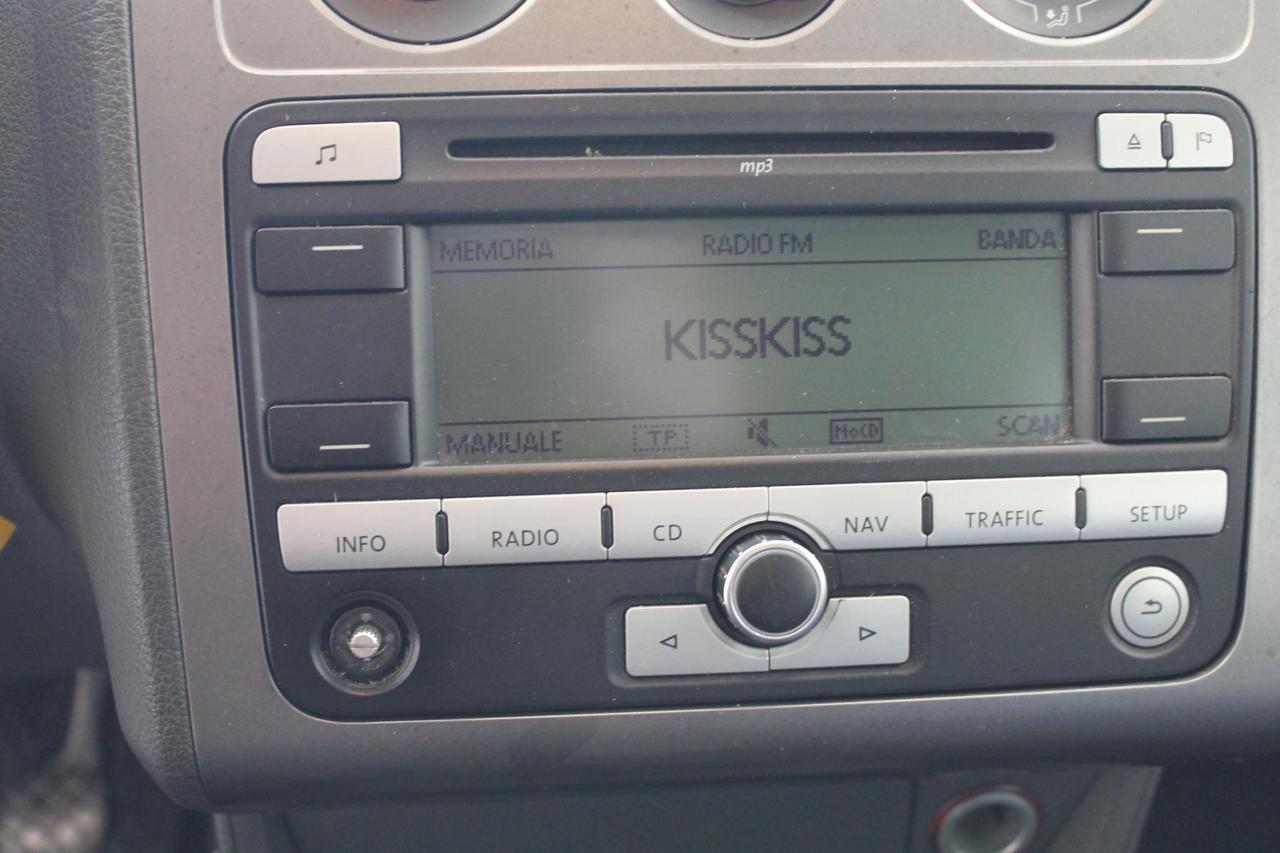 mp3
MEMORIA RADIO FM BANDA
KISSKISS
MANUALE TP NoCD SCAN
INFO RADIO CD NAV TRAFFIC SETUP